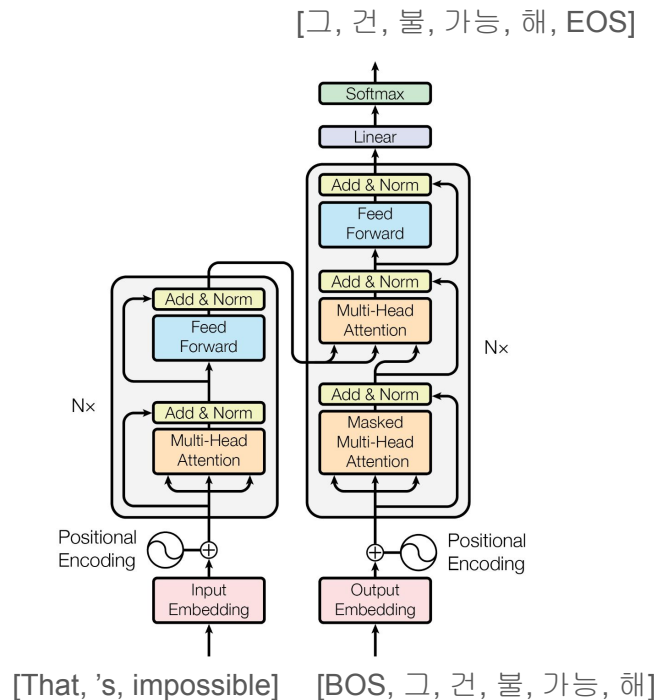 [그, 건, 불, 가능, 해, EOS]
Softmax
Linear
Add & Norm
Feed
Forward
Add & Norm
Multi-Head
Attention
Add & Norm
Masked
Multi-Head
Attention
Nx
Add & Norm
Feed
Forward
Nx
Add & Norm
Multi-Head
Attention
Positional
Encoding
Positional
Encoding
Input
Embedding
Output
Embedding
[That, 's, impossible]
[BOS, 그, 건, 불, 가능, 해]